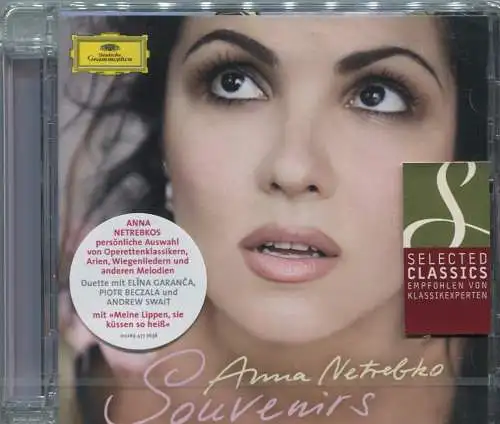 Deutsche
Grammophon
ANNA
NETREBKOS
persönliche Auswahl
von Operettenklassikern,
Arien, Wiegenliedern und
anderen Melodien
Duette mit ELĪNA GARANČA,
PIOTR BECZALA und
ANDREW SWAIT
mit »Meine Lippen, sie
küssen so heiß«
SELECTED
CLASSICS
EMPFOHLEN VON
KLASSIKEXPERTEN
Anna Netrebko
Souvenirs